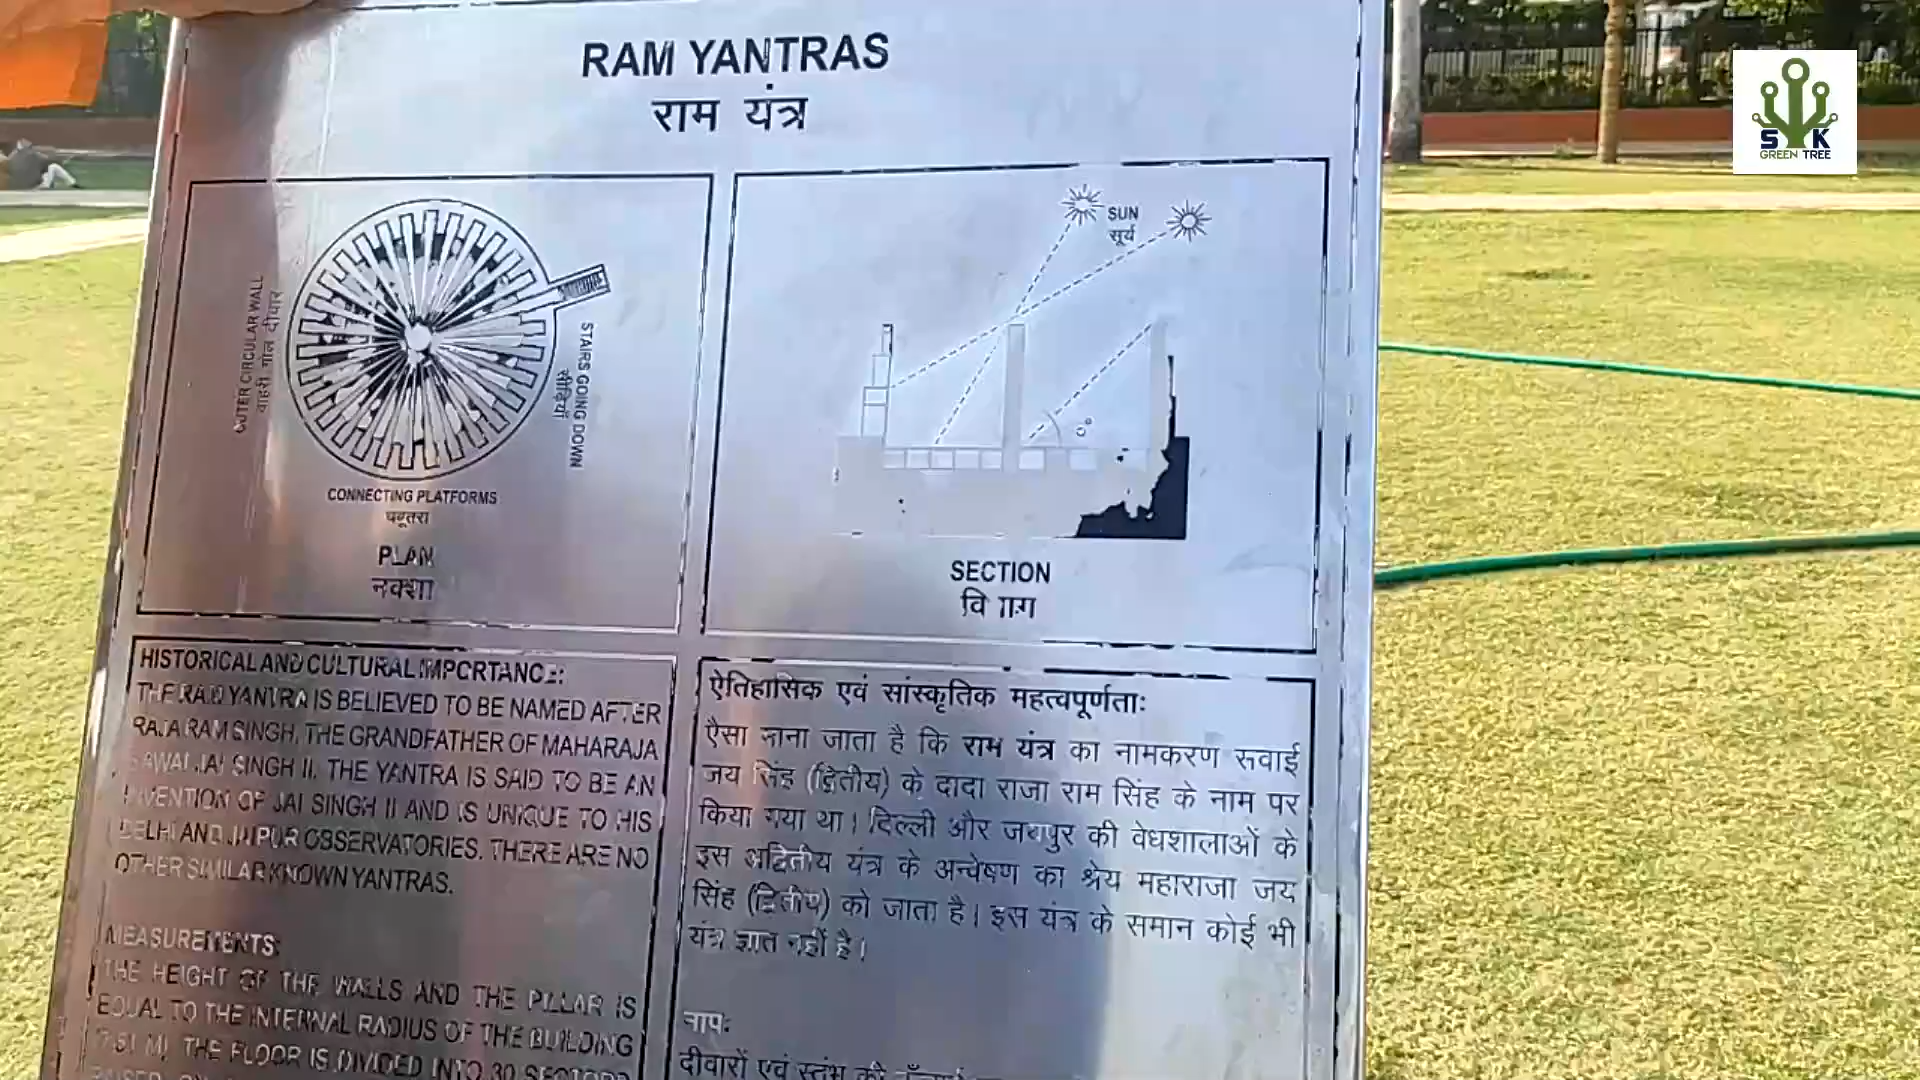 RAM YANTRAS
राम यंत्र
SUN
सूर्य
OUTER CIRCULAR WALL
बाहरी गोल दीवार
STAIRS GOING DOWN
सीढ़ियाँ
CONNECTING PLATFORMS
चबूतरा
PLAN
नक्शा
SECTION
HISTORICAL AND CULTURAL IMPORTANCE:
THE RAM YANTRA IS BELIEVED TO BE NAMED AFTER
RAJA RAM SINGH, THE GRANDFATHER OF MAHARAJA
SAWAI JAI SINGH II. THE YANTRA IS SAID TO BE AN
INVENTION OF JAI SINGH II AND IS UNIQUE TO HIS
DELHI AND JAIPUR OBSERVATORIES. THERE ARE NO
OTHER SIMILAR KNOWN YANTRAS.
MEASUREMENTS:
THE HEIGHT OF THE WALLS AND THE PILLAR IS
EQUAL TO THE INTERNAL RADIUS OF THE BUILDING
M). THE FLOOR IS DIVIDED INTO 30 SECTORS
ऐतिहासिक एवं सांस्कृतिक महत्वपूर्णताः
ऐसा माना जाता है कि राम यंत्र का नामकरण सवाई
जय सिंह (द्वितीय) के दादा राजा राम सिंह के नाम पर
किया गया था। दिल्ली और जयपुर की वेधशालाओं के
इस अद्वितीय यंत्र के अन्वेषण का श्रेय महाराजा जय
सिंह (द्वितीय) को जाता है। इस यंत्र के समान कोई भी
यंत्र ज्ञात नहीं है।
नापः
दीवारों एवं स्तंभ की
S K
GREEN TREE